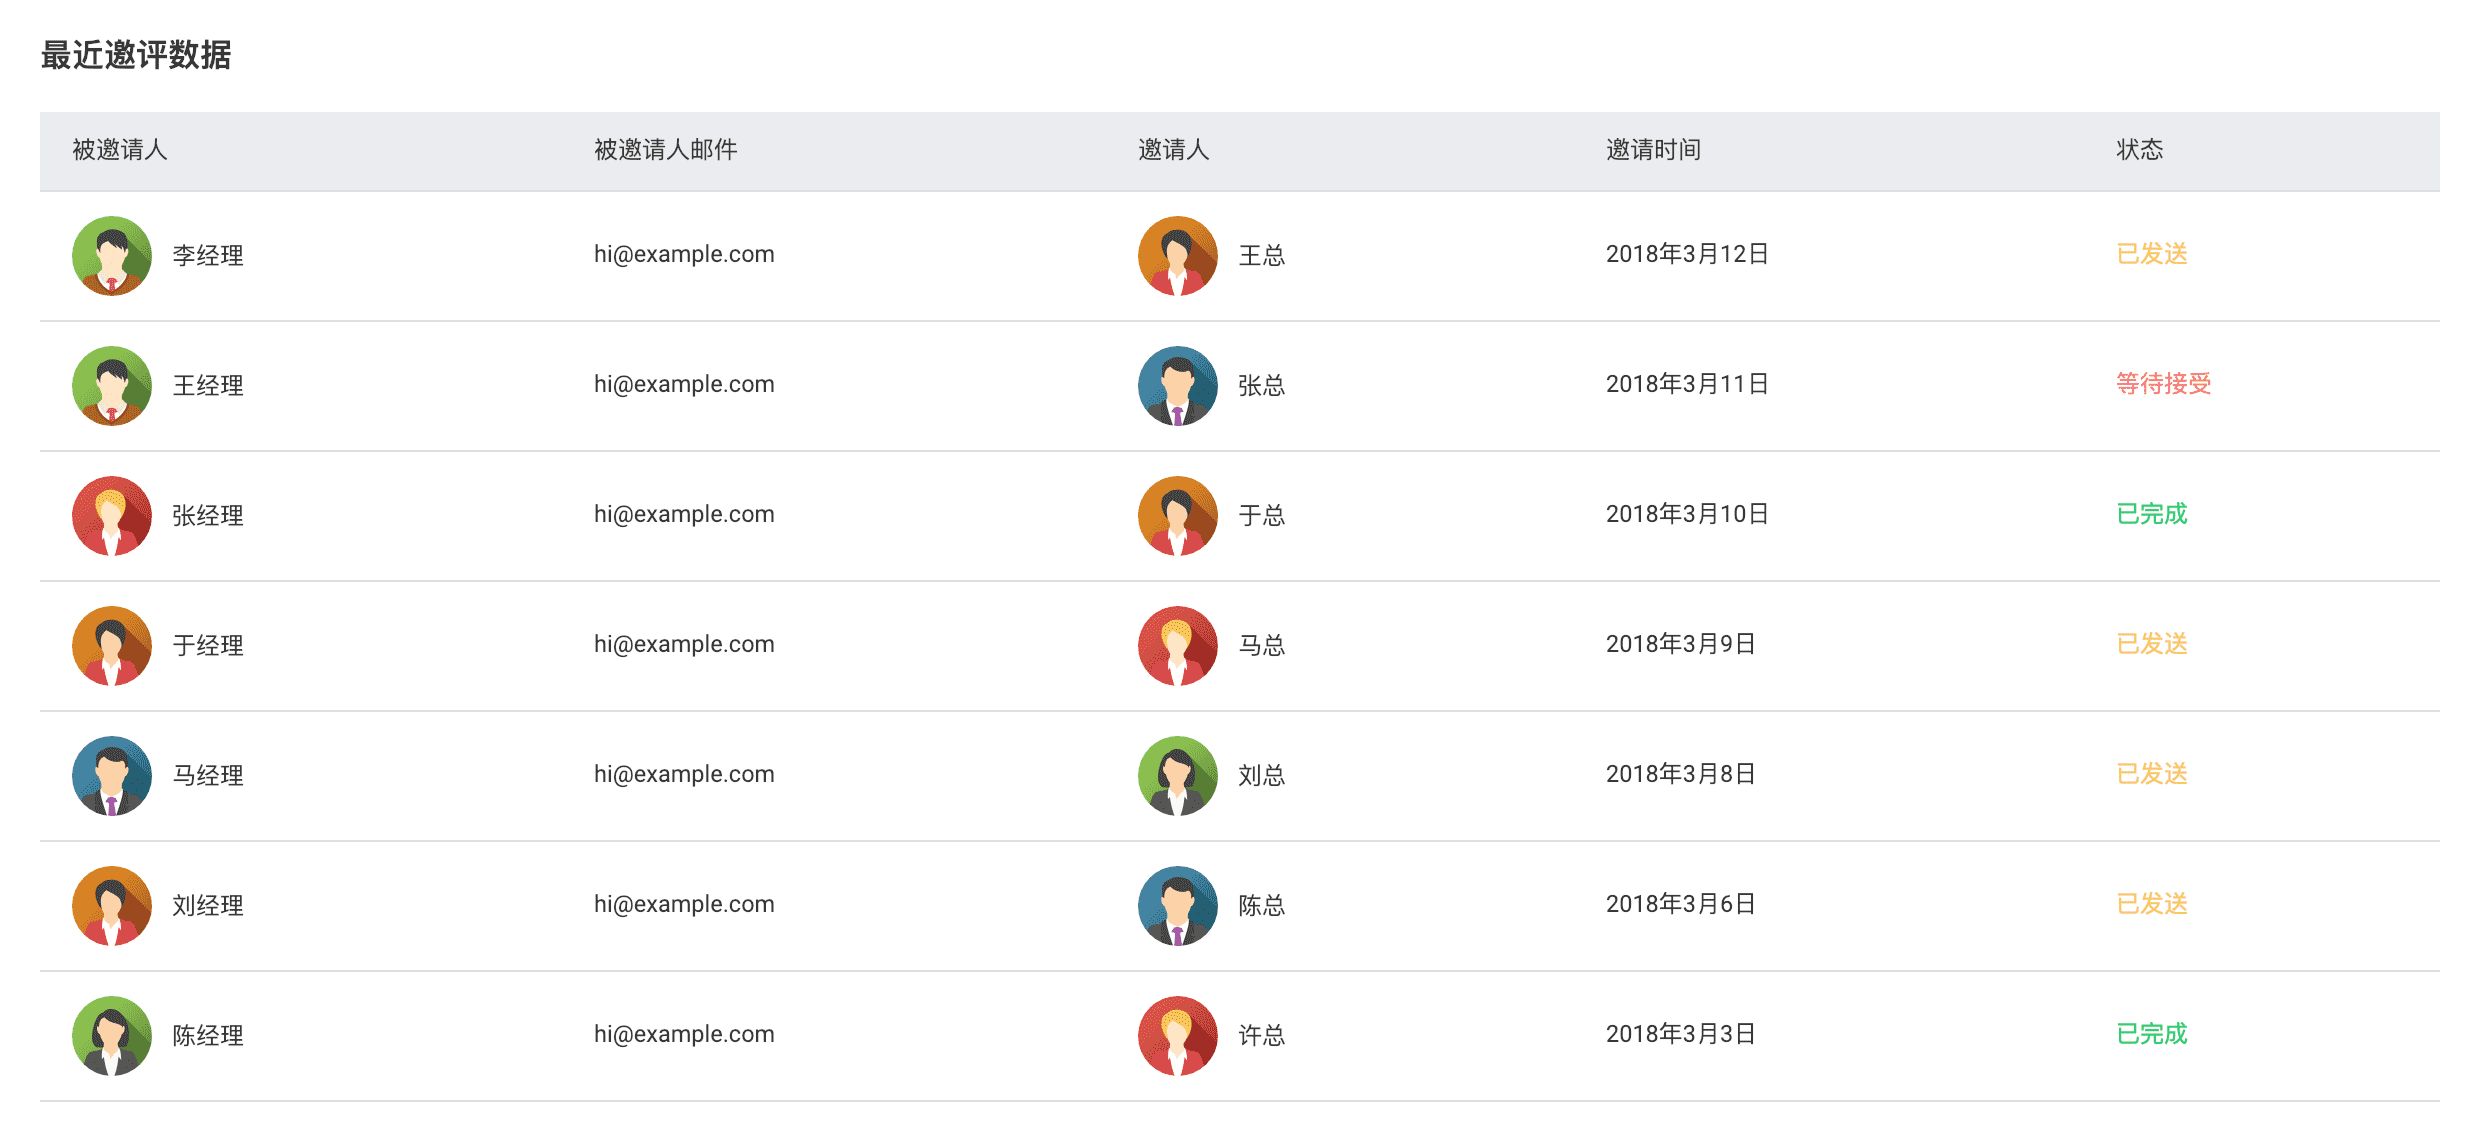 最近邀评数据
被邀请人 被邀请人邮件 邀请人 邀请时间 状态
李经理 hi@example.com 王总 2018年3月12日 已发送
王经理 hi@example.com 张总 2018年3月11日 等待接受
张经理 hi@example.com 于总 2018年3月10日 已完成
于经理 hi@example.com 马总 2018年3月9日 已发送
马经理 hi@example.com 刘总 2018年3月8日 已发送
刘经理 hi@example.com 陈总 2018年3月6日 已发送
陈经理 hi@example.com 许总 2018年3月3日 已完成